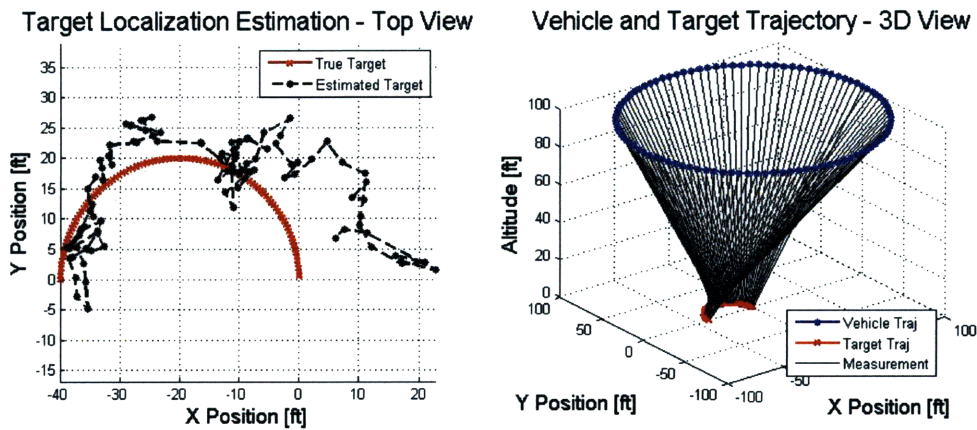 Target Localization Estimation - Top View
True Target
Estimated Target
35
30
25
20
15
10
5
0
-5
-10
-15
-40
-30
-20
-10
0
10
20
Y Position [ft]
X Position [ft]
Vehicle and Target Trajectory - 3D View
100
80
60
40
20
0
Altitude [ft]
100
50
0
-50
-100
-100
-50
100
Vehicle Traj
Target Traj
Measurement
Y Position [ft]
X Position [ft]